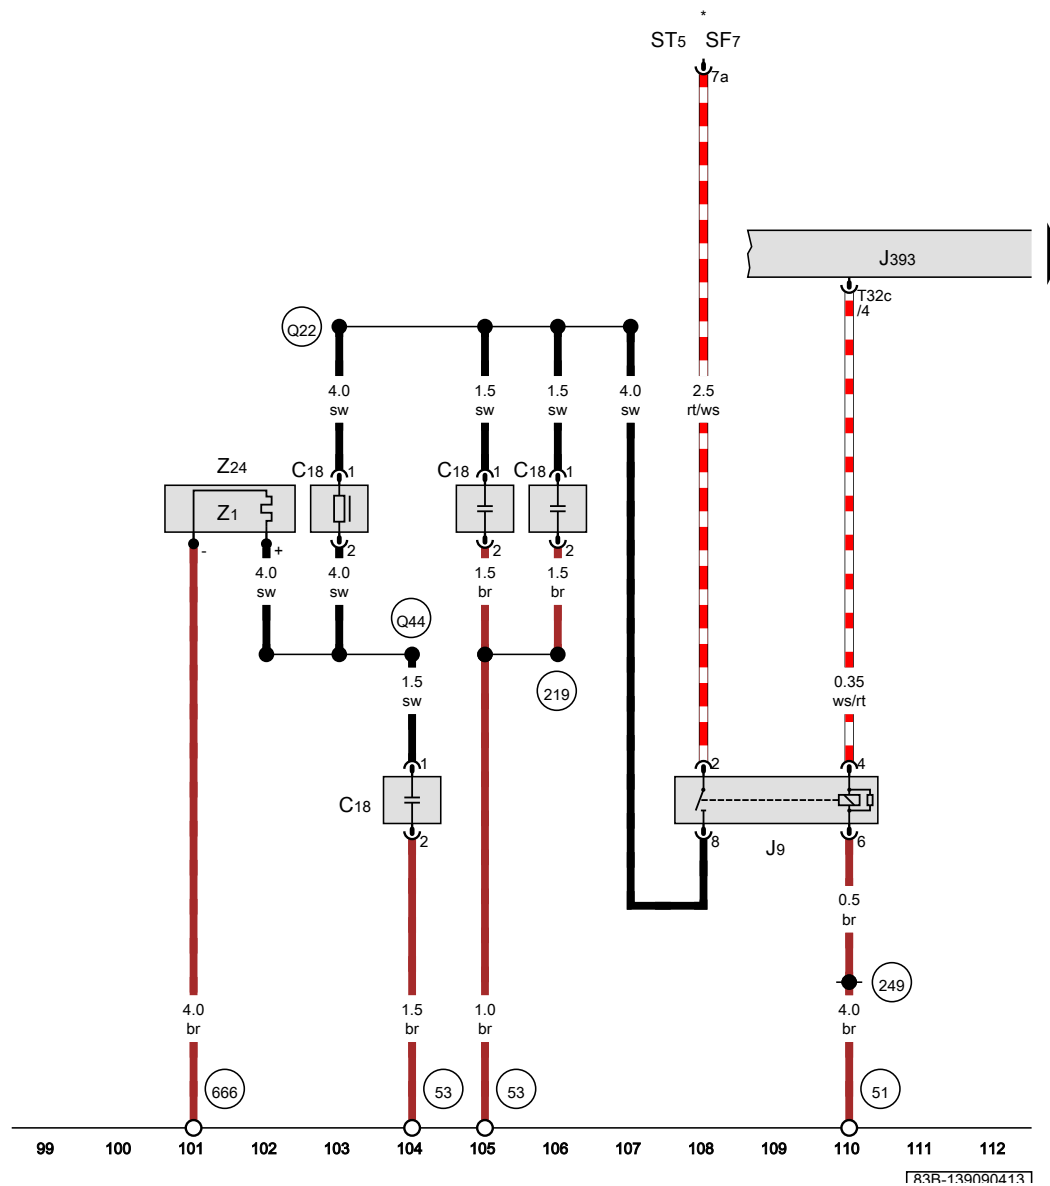 *
ST5 SF7
7a
J393
T32c
/4
Q22
4.0
sw
1.5
sw
1.5
sw
4.0
sw
2.5
rt/ws
Z24
C18 1
C18 1
C18 1
Z1
- +
2
2
2
4.0
sw
4.0
sw
1.5
br
1.5
br
Q44
219
1.5
sw
0.35
ws/rt
1
2
4
C18
2
8
6
J9
0.5
br
249
4.0
br
1.5
br
1.0
br
4.0
br
666
53
53
51
99 100 101 102 103 104 105 106 107 108 109 110 111 112
83B-139090413